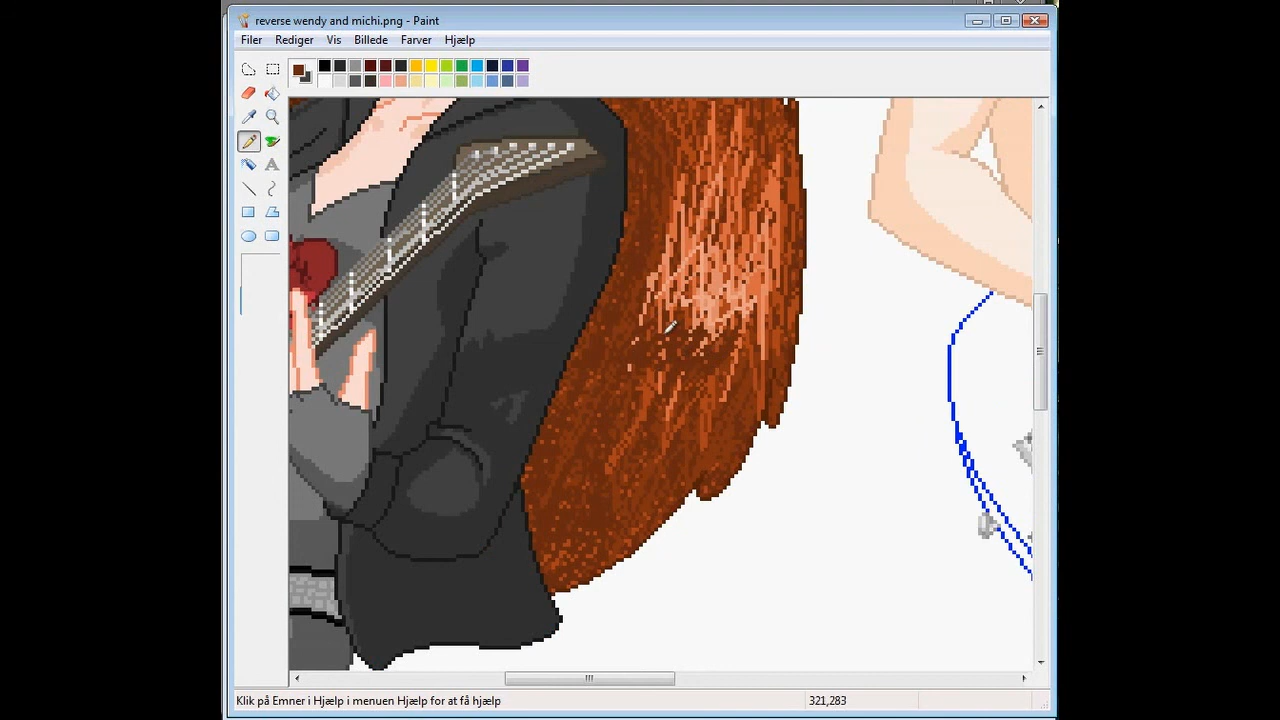 reverse wendy and michi.png - Paint
Filer Rediger Vis Billede Farver Hjælp
A
Klik på Emner i Hjælp i menuen Hjælp for at få hjælp 321,283